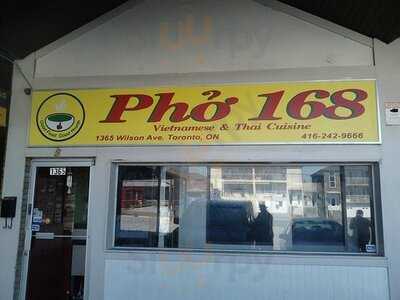 Phở 168
Vietnamese & Thai Cuisine
1365 Wilson Ave. Toronto, ON
416-242-9666
1365